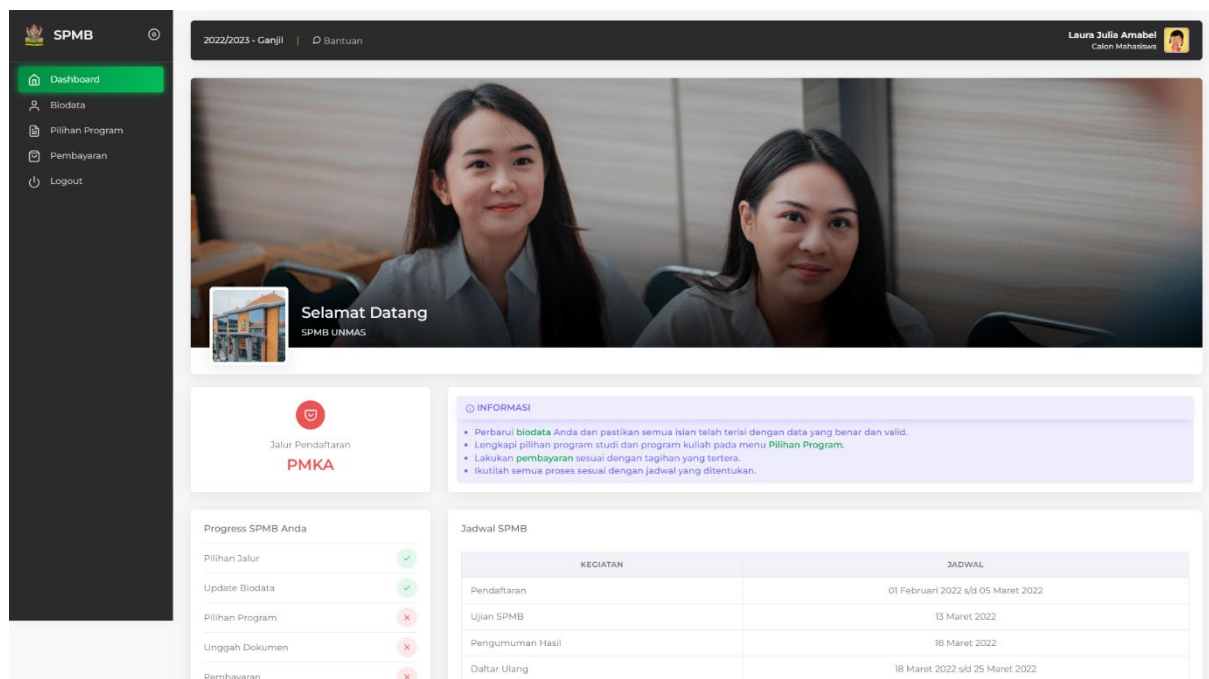 SPMB
Dashboard
Biodata
Pilihan Program
Pembayaran
Logout
2022/2023 - Ganjil | Bantuan
Laura Julia Amabel
Calon Mahasiswa
Selamat Datang
SPMB UNMAS
Jalur Pendaftaran
PMKA
INFORMASI
• Perbarui biodata Anda dan pastikan semua isian telah terisi dengan data yang benar dan valid.
• Lengkapi pilihan program studi dan program kuliah pada menu Pilihan Program.
• Lakukan pembayaran sesuai dengan tagihan yang tertera.
• Ikutilah semua proses sesuai dengan jadwal yang ditentukan.
Progress SPMB Anda
Pilihan Jalur
Update Biodata
Pilihan Program
Unggah Dokumen
Pembayaran
Jadwal SPMB
KEGIATAN JADWAL
Pendaftaran 01 Februari 2022 s/d 05 Maret 2022
Ujian SPMB 13 Maret 2022
Pengumuman Hasil 18 Maret 2022
Daftar Ulang 18 Maret 2022 s/d 25 Maret 2022